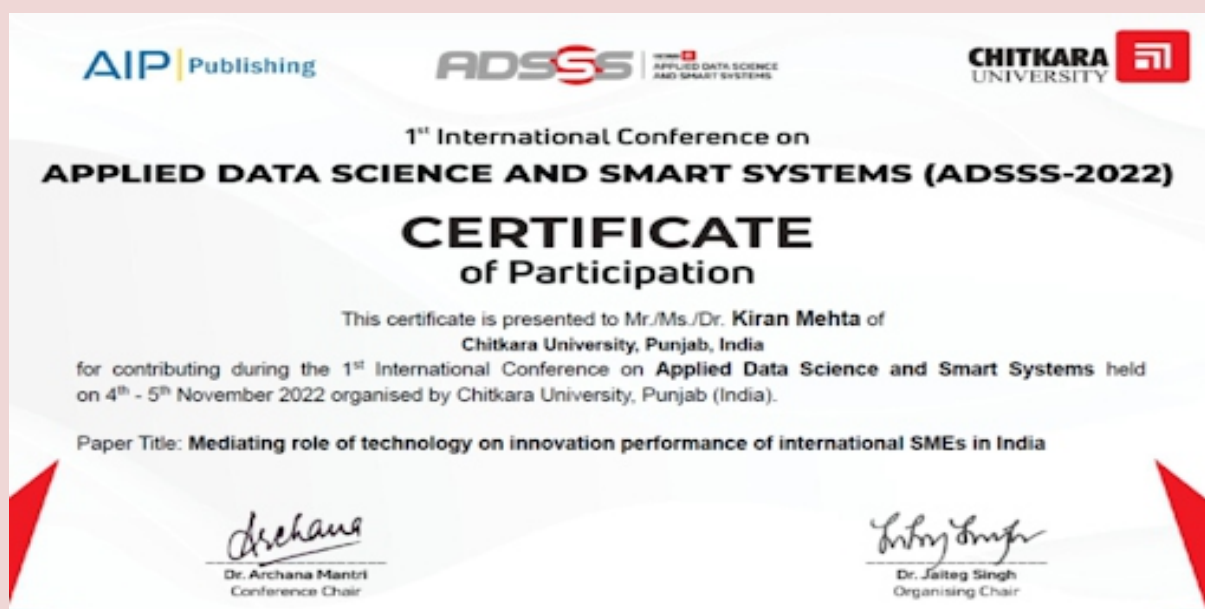 AIP Publishing
ADSSS APPLIED DATA SCIENCE
AND SMART SYSTEMS
CHITKARA
UNIVERSITY
1st International Conference on
APPLIED DATA SCIENCE AND SMART SYSTEMS (ADSSS-2022)
CERTIFICATE
of Participation
This certificate is presented to Mr./Ms./Dr. Kiran Mehta of
Chitkara University, Punjab, India
for contributing during the 1st International Conference on Applied Data Science and Smart Systems held
on 4th - 5th November 2022 organised by Chitkara University, Punjab (India).
Paper Title: Mediating role of technology on innovation performance of international SMEs in India
Archana
Dr. Archana Mantri
Conference Chair
Dr. Jaiteg Singh
Organising Chair